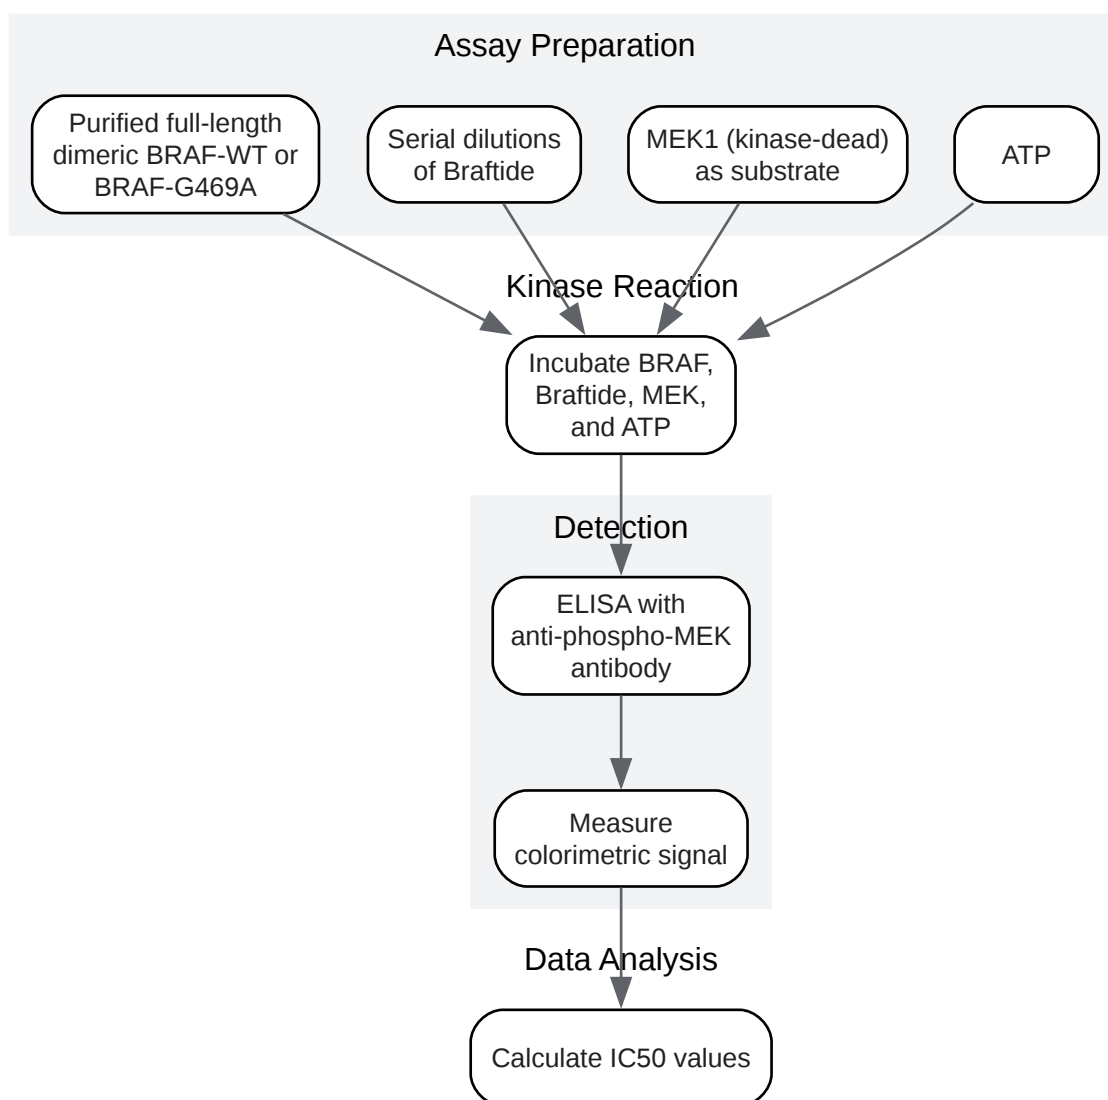 Assay Preparation
Purified full-length
dimeric BRAF-WT or
BRAF-G469A
Serial dilutions
of Braftide
MEK1 (kinase-dead)
as substrate
ATP
Kinase Reaction
Incubate BRAF,
Braftide, MEK,
and ATP
Detection
ELISA with
anti-phospho-MEK
antibody
Measure
colorimetric signal
Data Analysis
Calculate IC50 values